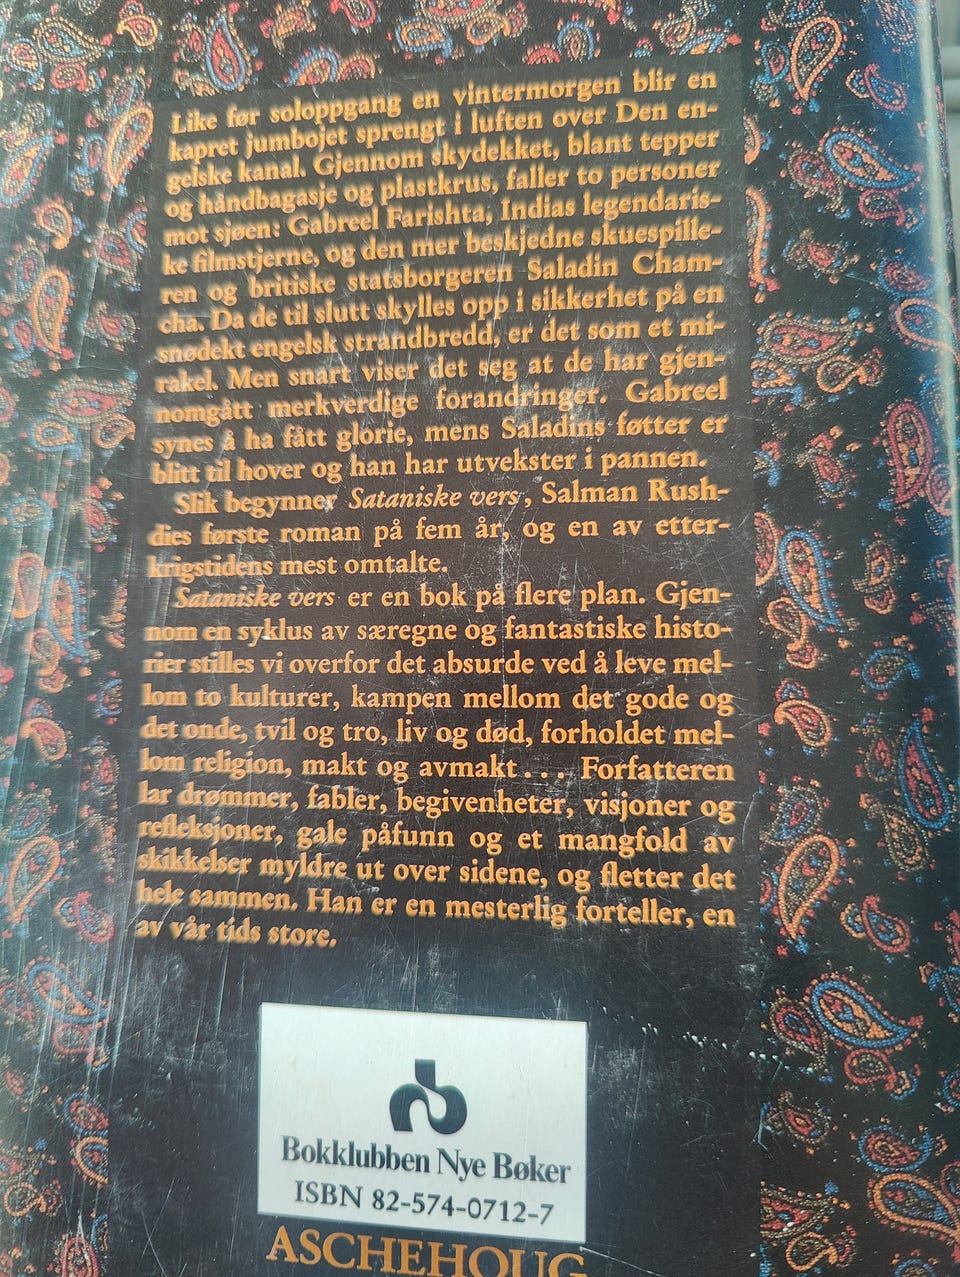 Like før soloppgang en vintermorgen blir en
kapret jumbojet sprengt i luften over Den en-
gelske kanal. Gjennom skydekket, blant tepper
og håndbagasje og plastkrus, faller to personer
mot sjøen: Gabreel Farishta, Indias legendaris-
ke filmstjerne, og den mer beskjedne skuespille-
ren og britiske statsborgeren Saladin Cham-
cha. Da de til slutt skylles opp i sikkerhet på en
snødekt engelsk strandbredd, er det som et mi-
rakel. Men snart viser det seg at de har gjen-
nomgått merkverdige forandringer. Gabreel
synes å ha fått glorie, mens Saladins føtter er
blitt til hover og han har utvekster i pannen.
Slik begynner Sataniske vers, Salman Rush-
dies første roman på fem år, og en av etter-
krigstidens mest omtalte.
Sataniske vers er en bok på flere plan. Gjen-
nom en syklus av særegne og fantastiske histo-
rier stilles vi overfor det absurde ved å leve mel-
lom to kulturer, kampen mellom det gode og
det onde, tvil og tro, liv og død, forholdet mel-
lom religion, makt og avmakt... Forfatteren
lar drømmer, fabler, begivenheter, visjoner og
refleksjoner, gale påfunn og et mangfold av
skikkelser myldre ut over sidene, og fletter det
hele sammen. Han er en mesterlig forteller, en
av vår tids store.
Bokklubben Nye Bøker
ISBN 82-574-0712-7
ASCHEHOUG